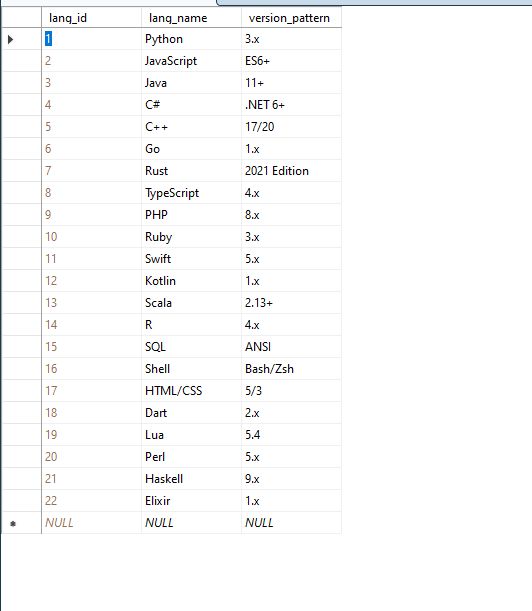 lang_id lang_name version_pattern
1 Python 3.x
2 JavaScript ES6+
3 Java 11+
4 C# .NET 6+
5 C++ 17/20
6 Go 1.x
7 Rust 2021 Edition
8 TypeScript 4.x
9 PHP 8.x
10 Ruby 3.x
11 Swift 5.x
12 Kotlin 1.x
13 Scala 2.13+
14 R 4.x
15 SQL ANSI
16 Shell Bash/Zsh
17 HTML/CSS 5/3
18 Dart 2.x
19 Lua 5.4
20 Perl 5.x
21 Haskell 9.x
22 Elixir 1.x
NULL NULL NULL